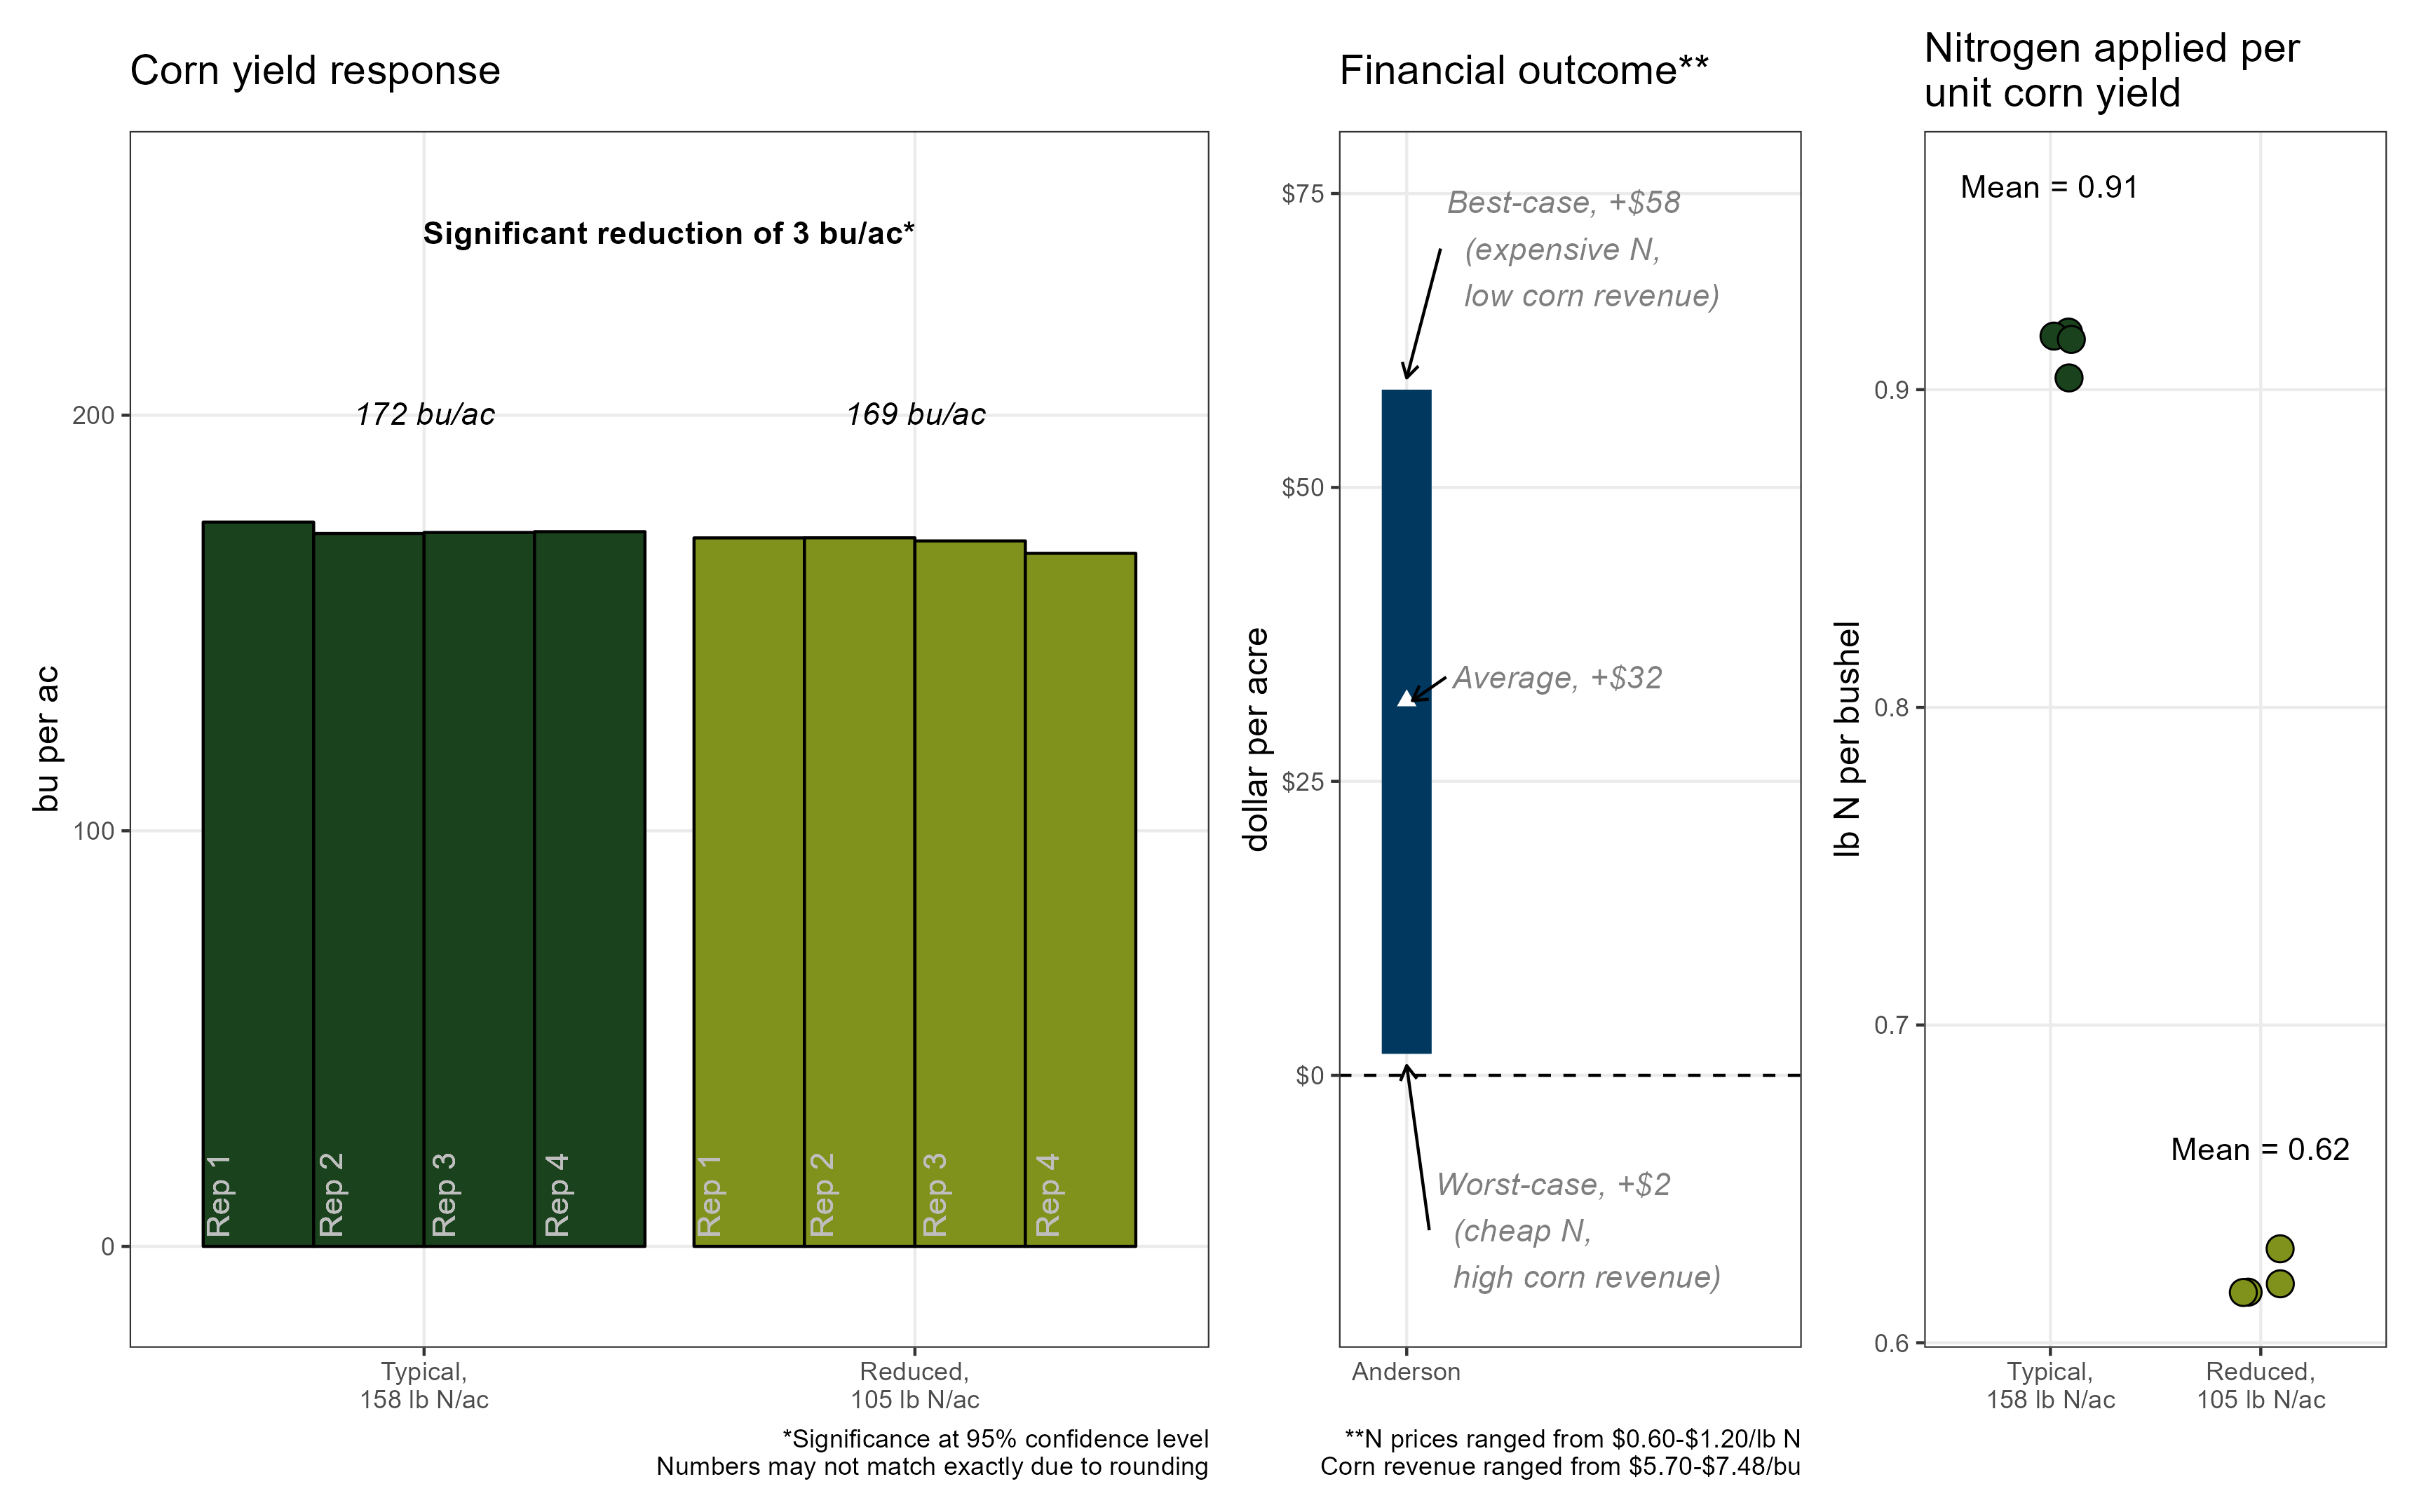 Corn yield response
Significant reduction of 3 bu/ac*
172 bu/ac
169 bu/ac
bu per ac
200
100
0
Rep 1
Rep 2
Rep 3
Rep 4
Rep 1
Rep 2
Rep 3
Rep 4
Typical,
158 lb N/ac
Reduced,
105 lb N/ac
*Significance at 95% confidence level
Numbers may not match exactly due to rounding
Financial outcome**
dollar per acre
$75
$50
$25
$0
Best-case, +$58
(expensive N,
low corn revenue)
Average, +$32
Worst-case, +$2
(cheap N,
high corn revenue)
Anderson
**N prices ranged from $0.60-$1.20/lb N
Corn revenue ranged from $5.70-$7.48/bu
Nitrogen applied per
unit corn yield
lb N per bushel
0.9
0.8
0.7
0.6
Mean = 0.91
Mean = 0.62
Typical,
158 lb N/ac
Reduced,
105 lb N/ac